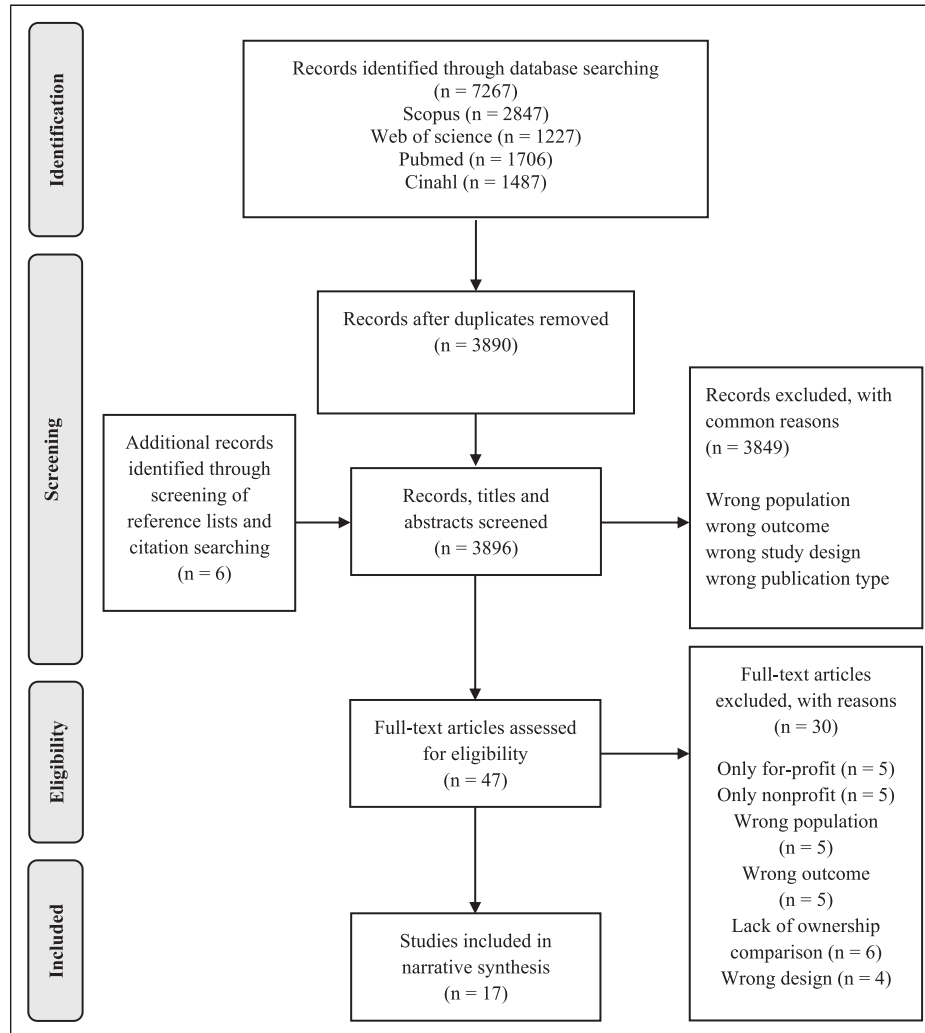 Identification
Records identified through database searching
(n = 7267)
Scopus (n = 2847)
Web of science (n = 1227)
Pubmed (n = 1706)
Cinahl (n = 1487)
Screening
Records after duplicates removed
(n = 3890)
Additional records
identified through
screening of
reference lists and
citation searching
(n = 6)
Records, titles and
abstracts screened
(n = 3896)
Records excluded, with
common reasons
(n = 3849)
Wrong population
wrong outcome
wrong study design
wrong publication type
Eligibility
Full-text articles assessed
for eligibility
(n = 47)
Full-text articles
excluded, with reasons
(n = 30)
Only for-profit (n = 5)
Only nonprofit (n = 5)
Wrong population
(n = 5)
Wrong outcome
(n = 5)
Lack of ownership
comparison (n = 6)
Wrong design (n = 4)
Included
Studies included in
narrative synthesis
(n = 17)